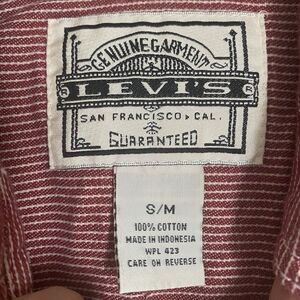 GENUINE GARMENT
® LEVI'S ®
SAN FRANCISCO CAL.
GUARANTEED
S/M
100% COTTON
MADE IN INDONESIA
WPL 423
CARE ON REVERSE